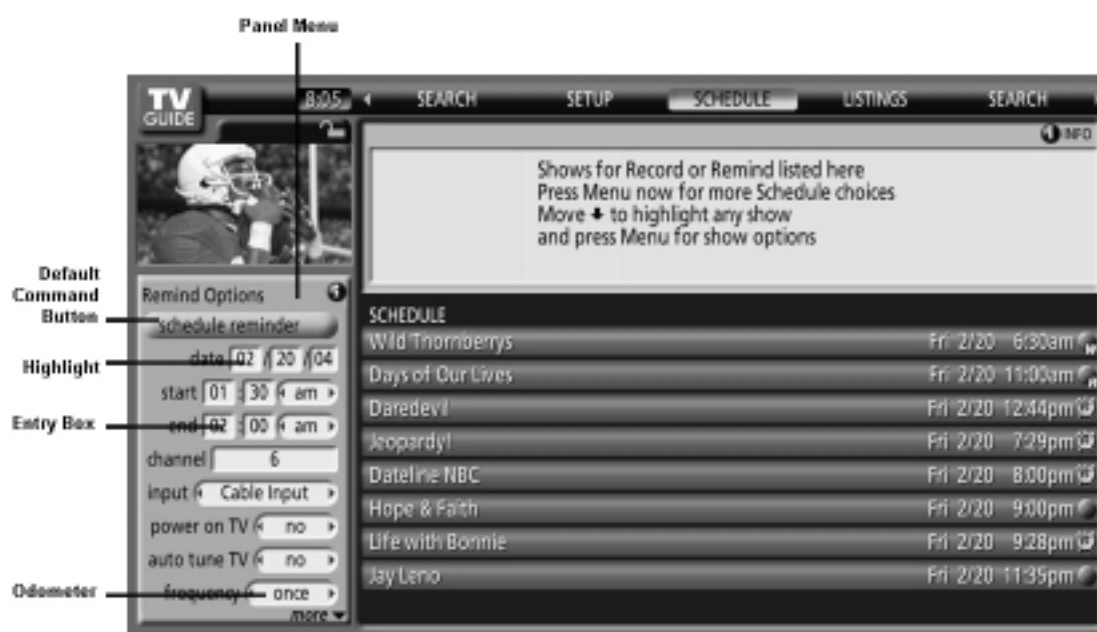 Panel Menu
TV
GUIDE
8:05
SEARCH
SETUP
SCHEDULE
LISTINGS
SEARCH
INFO
Shows for Record or Remind listed here
Press Menu now for more Schedule choices
Move to highlight any show
and press Menu for show options
Default
Command
Button
Highlight
Entry Box
Odometer
Remind Options
schedule reminder
date 02 / 20 / 04
start 01 : 30 am
end 02 : 00 am
channel 6
input Cable Input
power on TV no
auto tune TV no
frequency once
more
SCHEDULE
Wild Thornberrys Fri 2/20 6:30am
Days of Our Lives Fri 2/20 11:00am
Daredevil Fri 2/20 12:44pm
Jeopardy! Fri 2/20 7:29pm
Dateline NBC Fri 2/20 8:00pm
Hope & Faith Fri 2/20 9:00pm
Life with Bonnie Fri 2/20 9:28pm
Jay Leno Fri 2/20 11:35pm